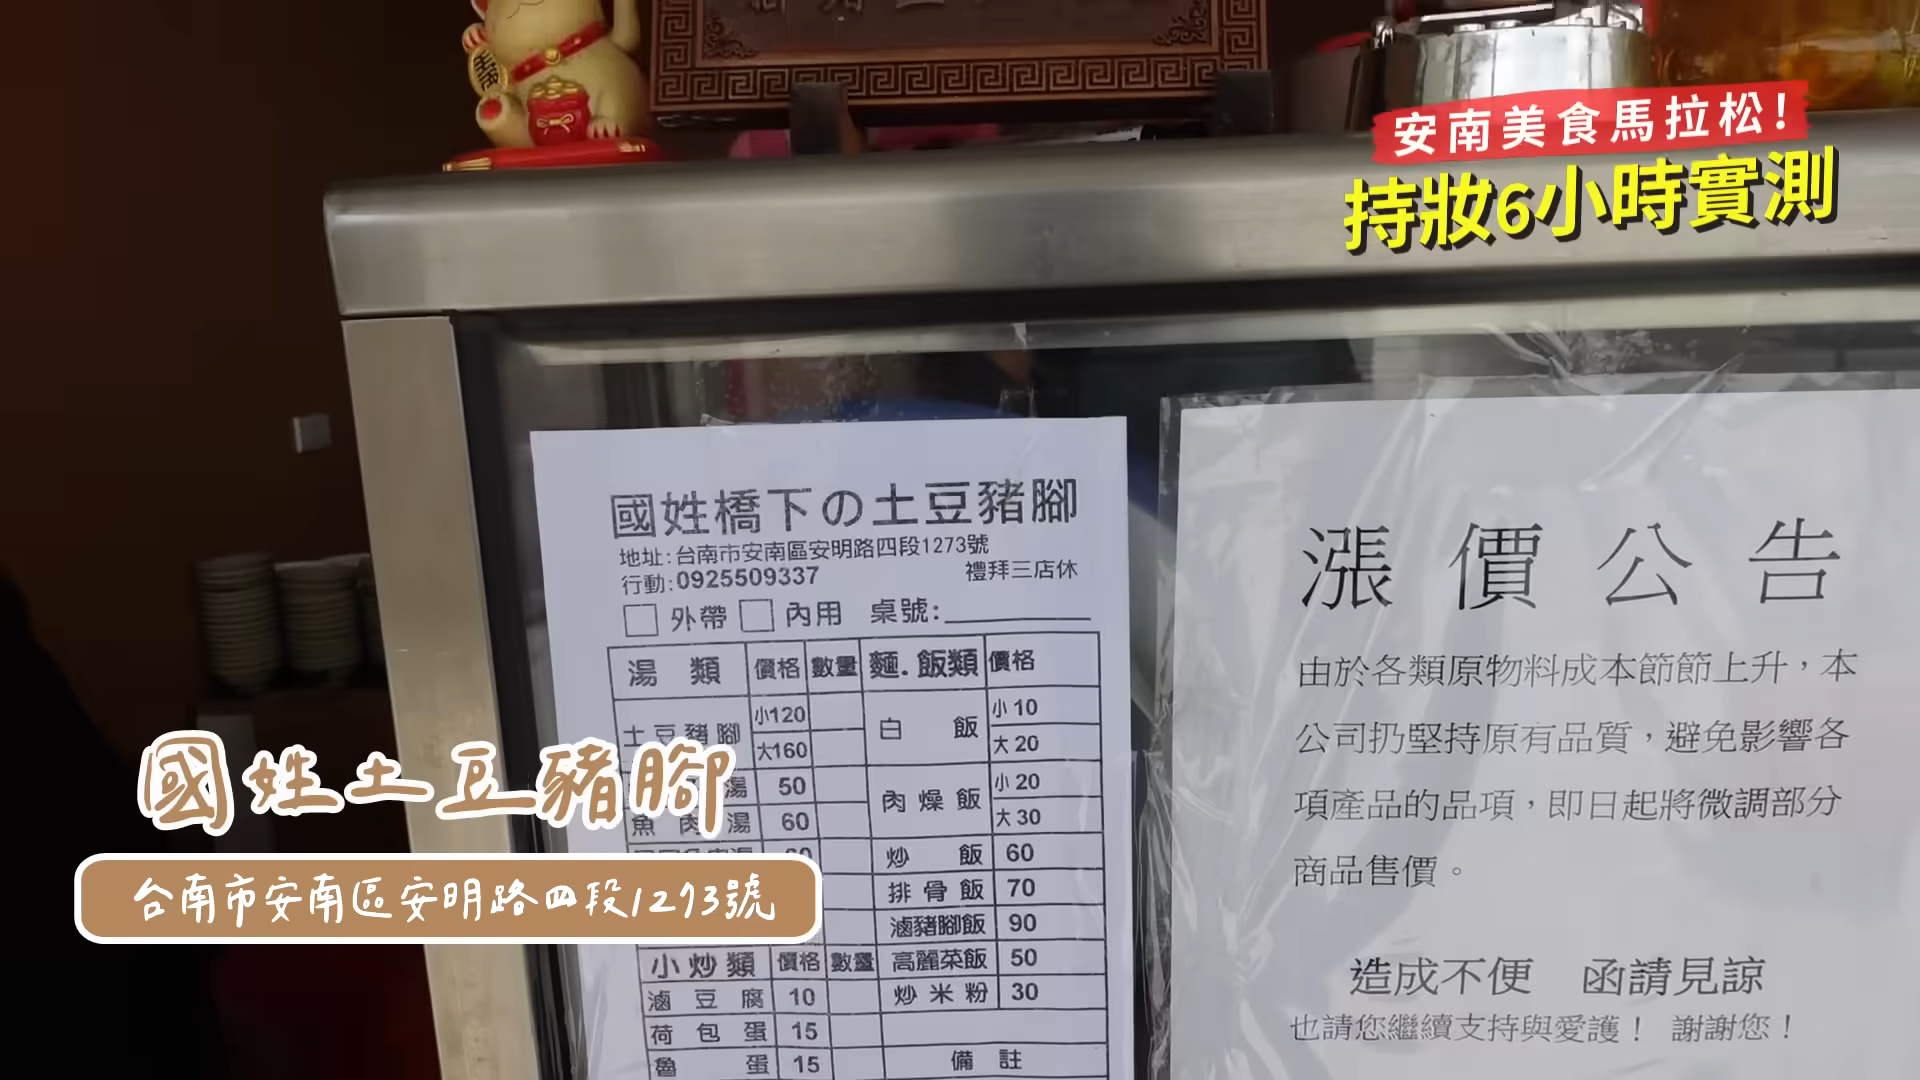 安南美食馬拉松!
持妝6小時實測
國姓橋下の土豆豬腳
地址:台南市安南區安明路四段1273號
行動:0925509337 禮拜三店休
外帶 內用 桌號:
湯類 價格 數量 麵.飯類 價格
土豆豬腳 小120 白飯 小10
大160 大20
湯 50 肉燥飯 小20
魚肉湯 60 大30
60 炒飯 60
排骨飯 70
滷豬腳飯 90
小炒類 價格 數量 高麗菜飯 50
滷豆腐 10 炒米粉 30
荷包蛋 15
魯蛋 15 備註
漲價公告
由於各類原物料成本節節上升，本
公司扔堅持原有品質，避免影響各
項產品的品項，即日起將微調部分
商品售價。
造成不便 函請見諒
也請您繼續支持與愛護! 謝謝您!
國姓土豆豬腳
台南市安南區安明路四段1273號